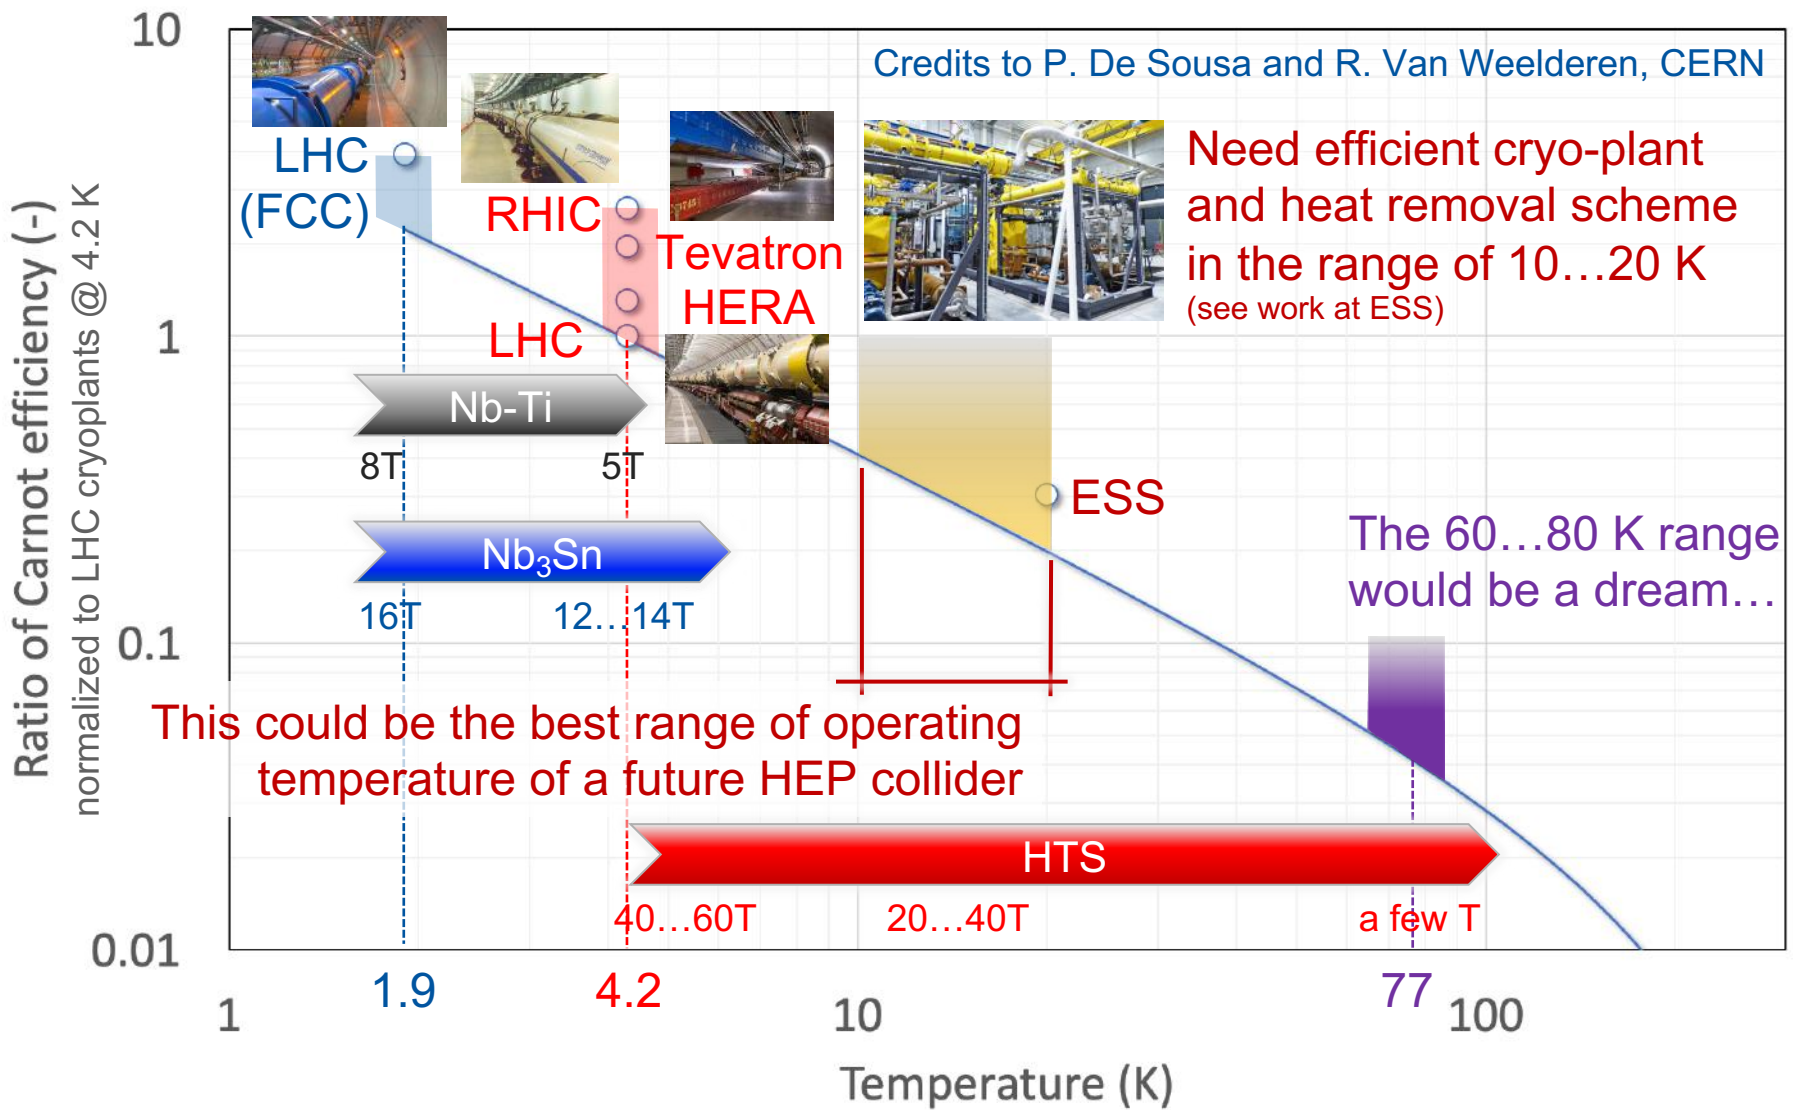 10
Credits to P. De Sousa and R. Van Weelderen, CERN
LHC
(FCC)
RHIC
Tevatron
HERA
LHC
Need efficient cryo-plant
and heat removal scheme
in the range of 10…20 K
(see work at ESS)
Ratio of Carnot efficiency (-)
normalized to LHC cryoplants @ 4.2 K
1
Nb-Ti
8T
5T
ESS
Nb₃Sn
The 60…80 K range
would be a dream…
16T
12…14T
0.1
This could be the best range of operating
temperature of a future HEP collider
HTS
40…60T
20…40T
a few T
0.01
1.9
4.2
77
1
10
100
Temperature (K)